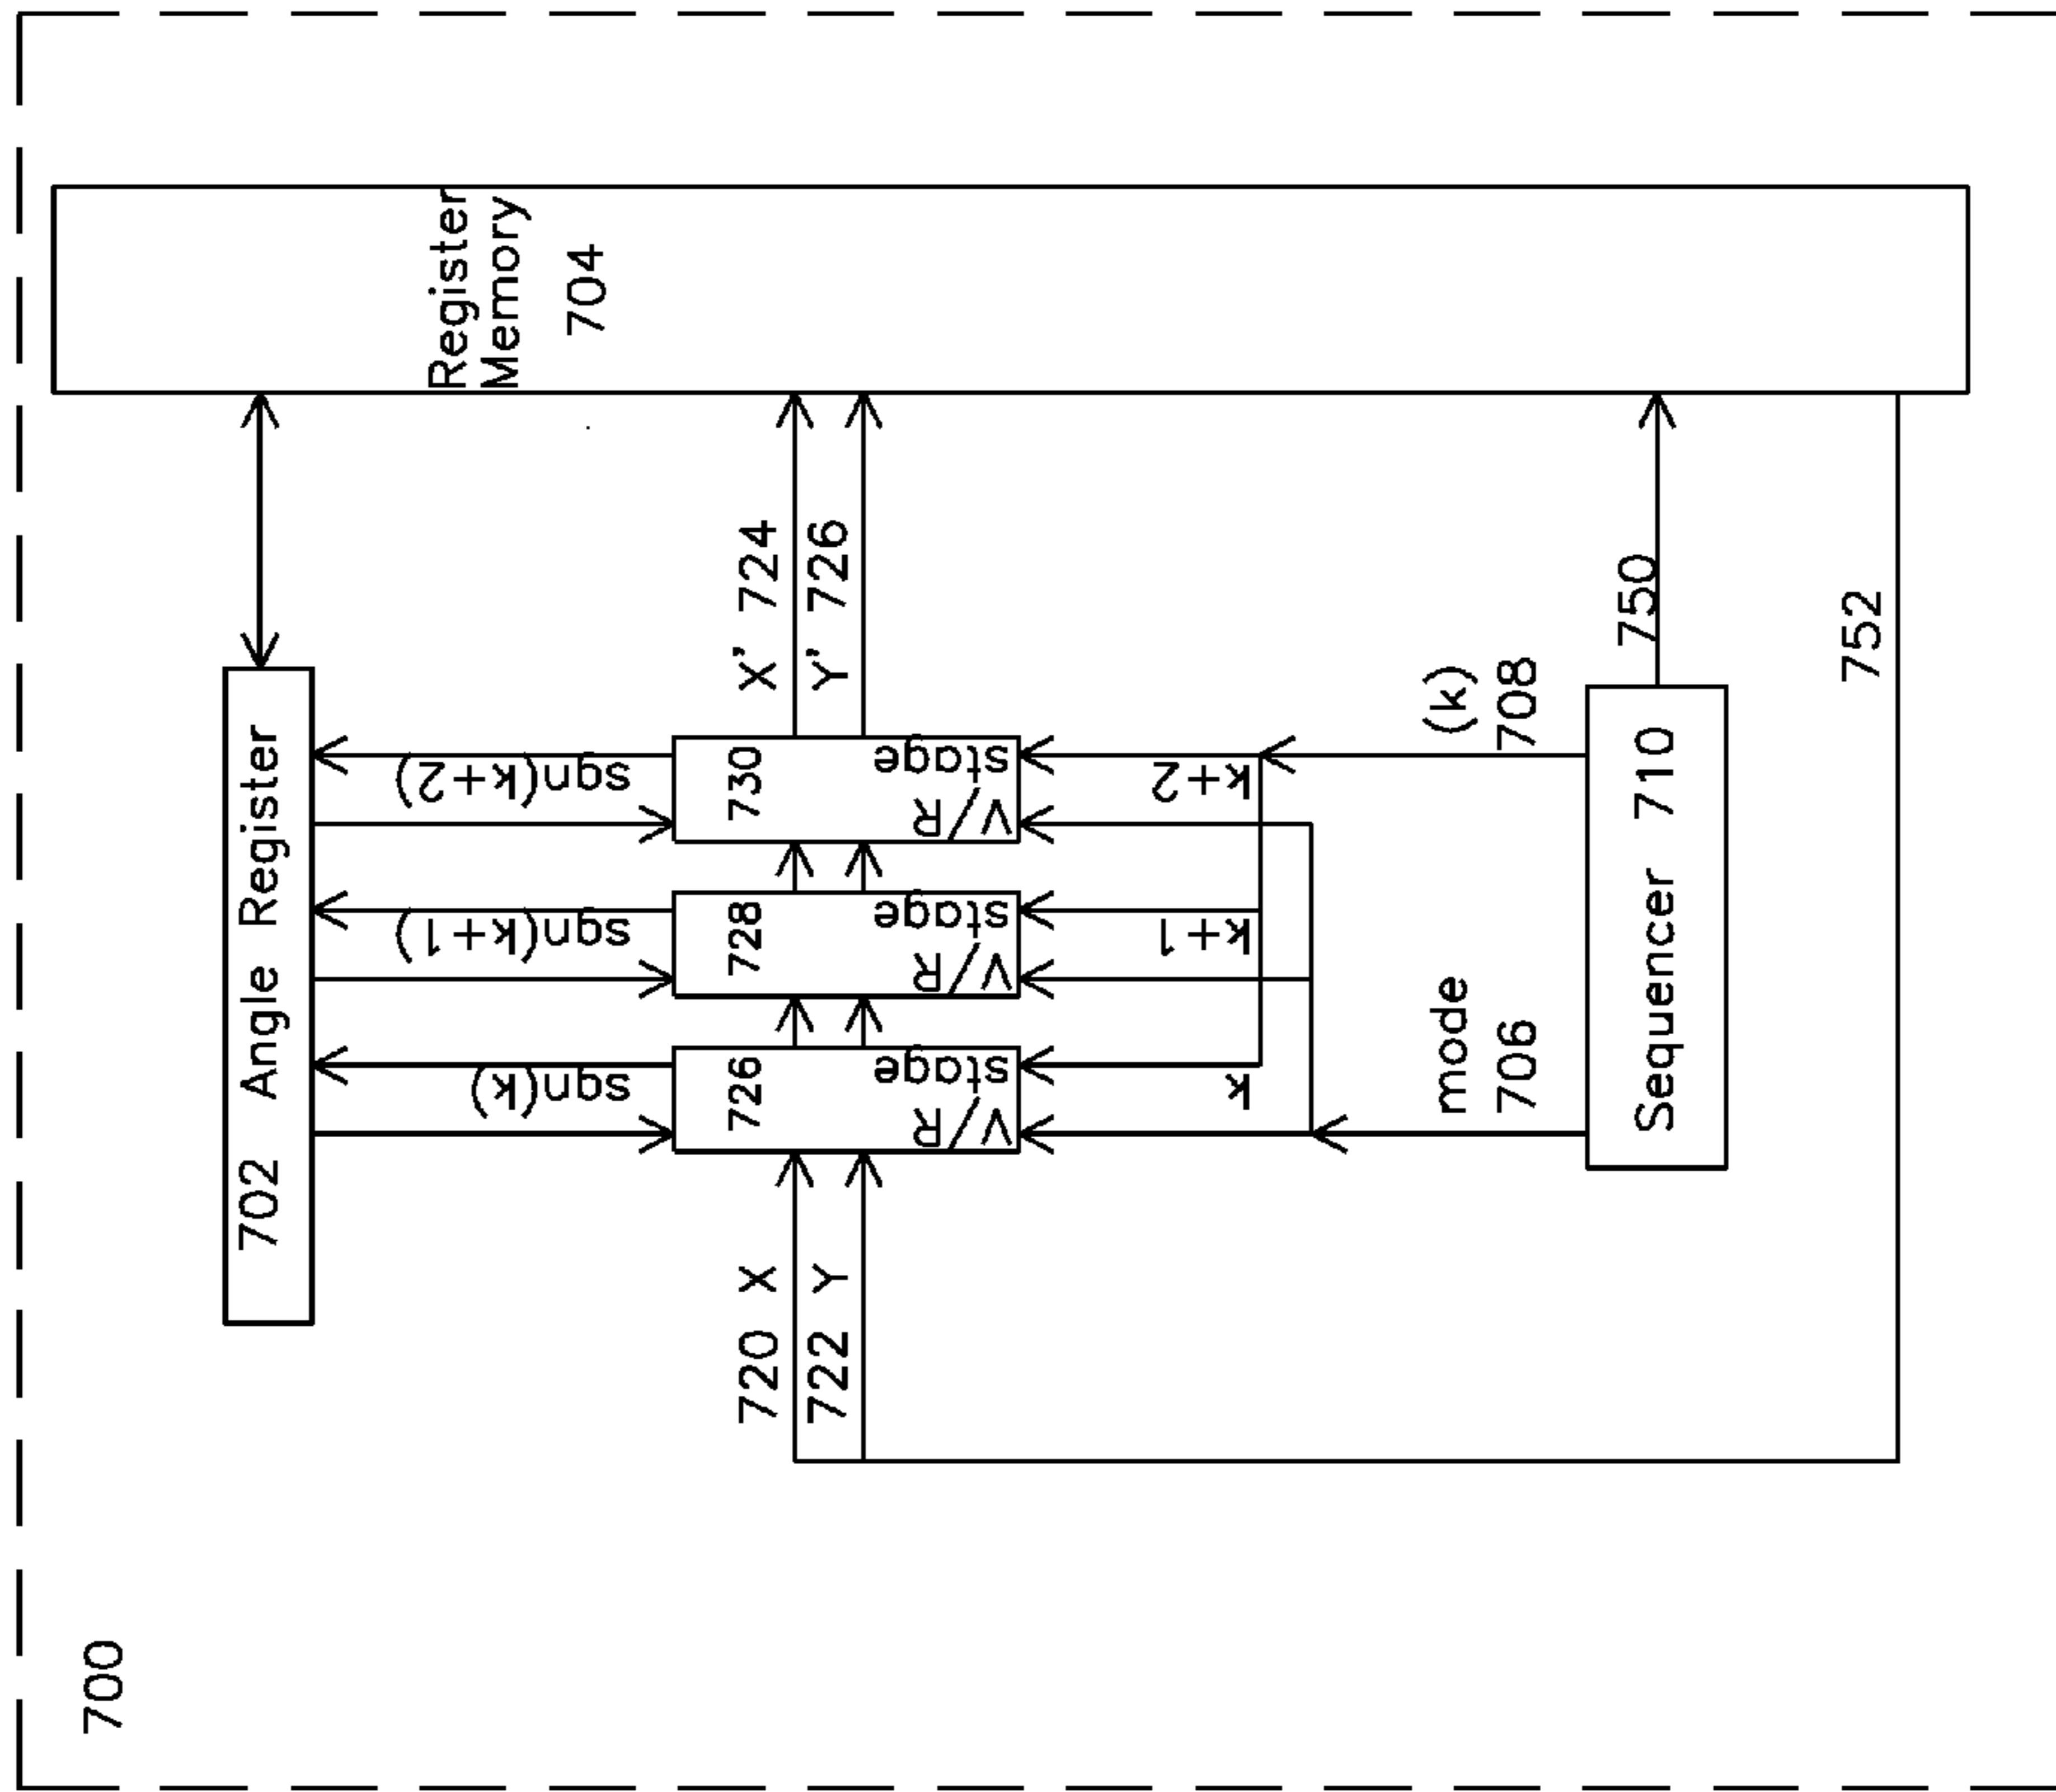 700
702 Angle Register
Register
Memory
704
sgn(k)
sgn(k+1)
sgn(k+2)
720 X
722 Y
726
V/R
stage
728
V/R
stage
730
V/R
stage
X' 724
Y' 726
k
k+1
k+2
mode
706
(k)
708
Sequencer 710
750
752